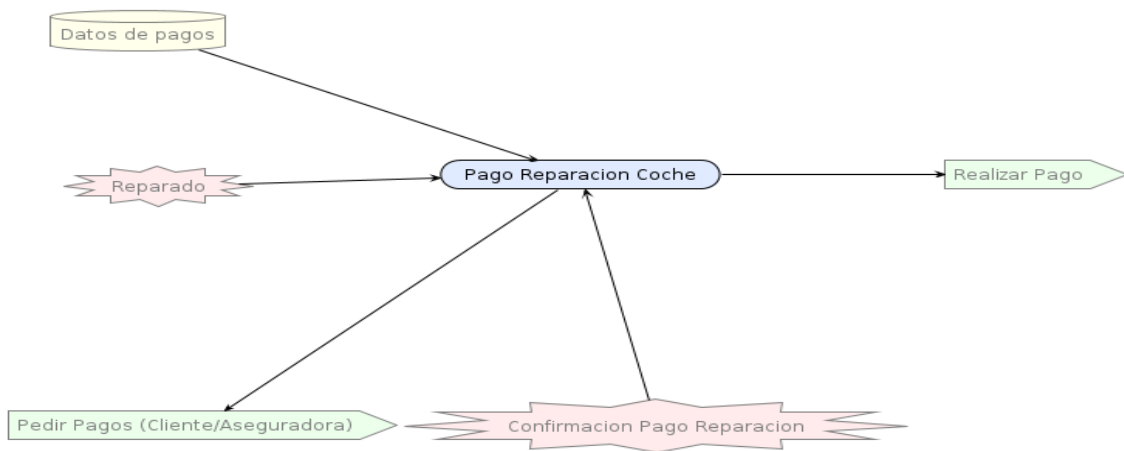 Datos de pagos
Pago Reparacion Coche
Realizar Pago
Reparado
Pedir Pagos (Cliente/Aseguradora)
Confirmacion Pago Reparacion